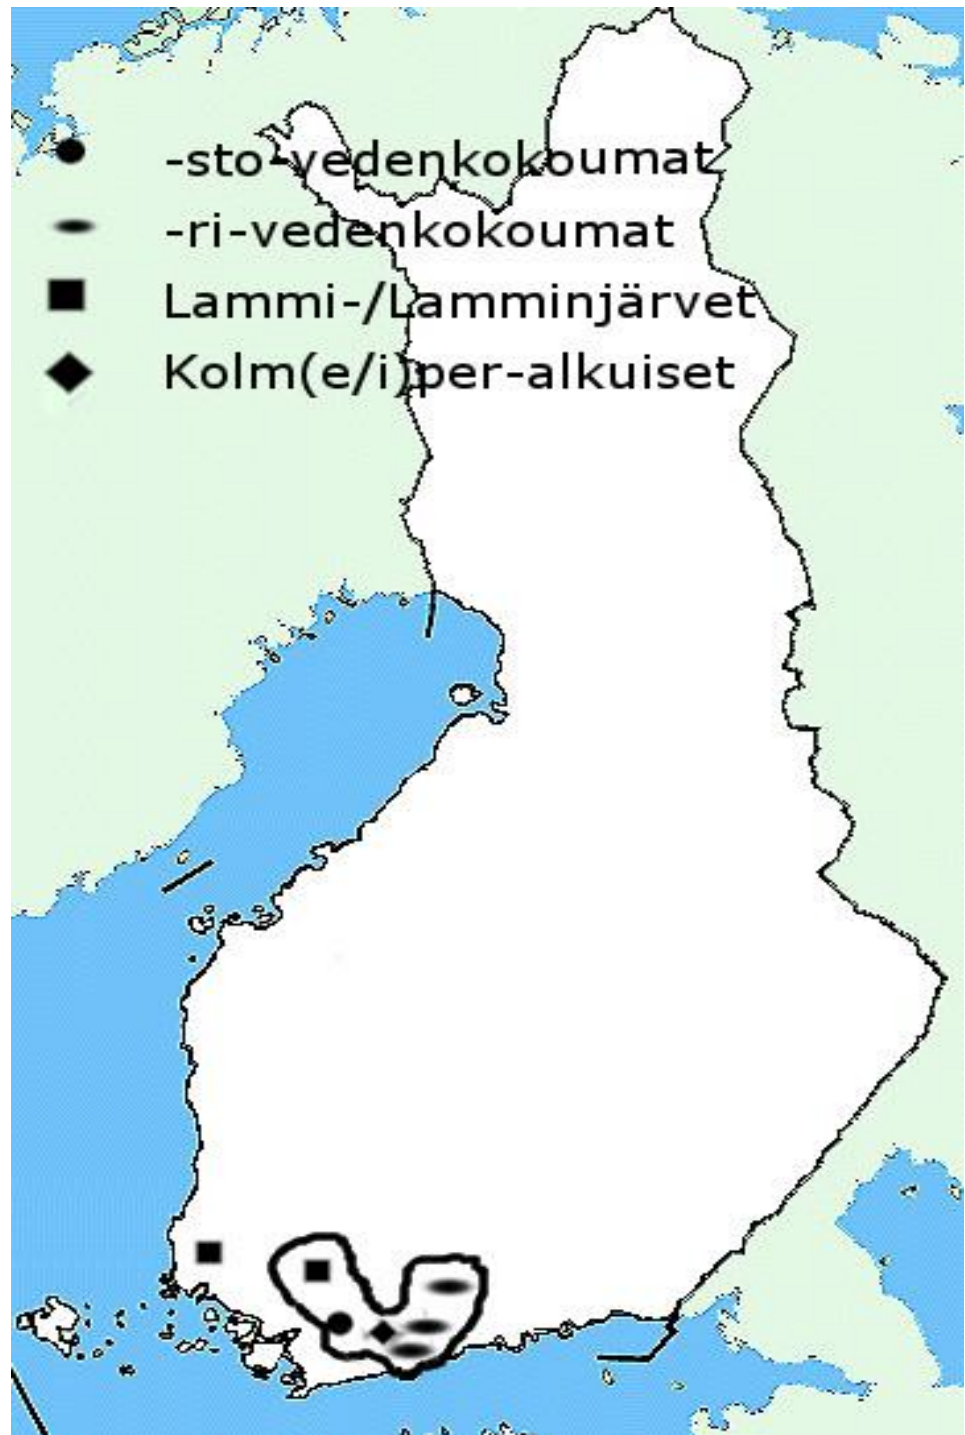 -sto-vedenkokoumat
-ri-vedenkokoumat
Lammi-/Lamminjärvet
Kolm(e/i)per-alkuiset